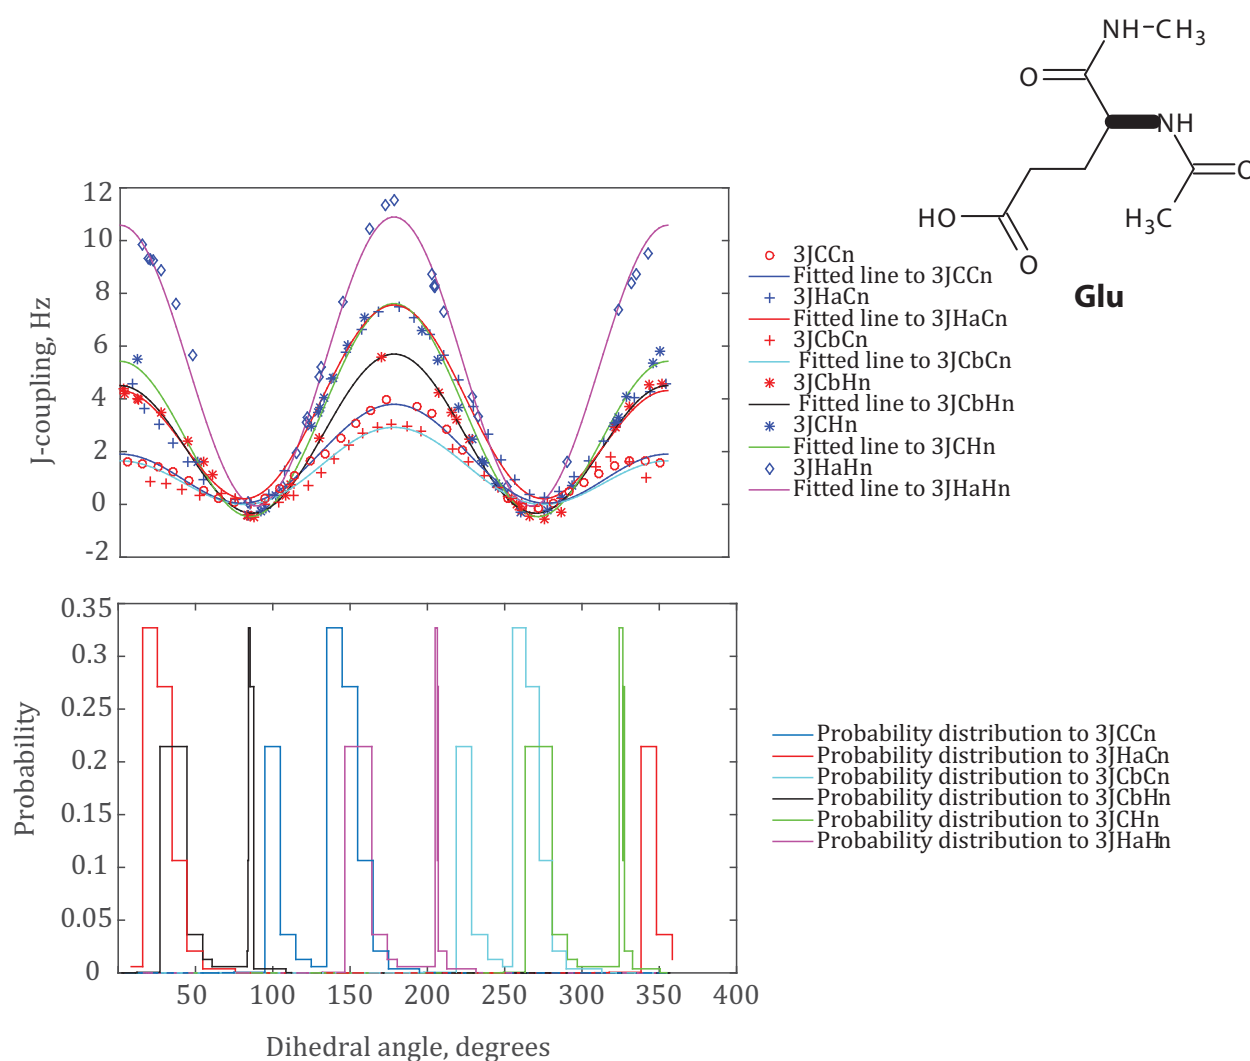 NH-CH3
O
NH
O
HO
H3C
O
Glu
12
10
8
6
4
2
0
-2
J-coupling, Hz
3JCCn
Fitted line to 3JCCn
3JHaCn
Fitted line to 3JHaCn
3JCbCn
Fitted line to 3JCbCn
3JCbHn
Fitted line to 3JCbHn
3JCHn
Fitted line to 3JCHn
3JHaHn
Fitted line to 3JHaHn
0.35
0.3
0.25
0.2
0.15
0.1
0.05
0
Probability
50 100 150 200 250 300 350 400
Dihedral angle, degrees
Probability distribution to 3JCCn
Probability distribution to 3JHaCn
Probability distribution to 3JCbCn
Probability distribution to 3JCbHn
Probability distribution to 3JCHn
Probability distribution to 3JHaHn